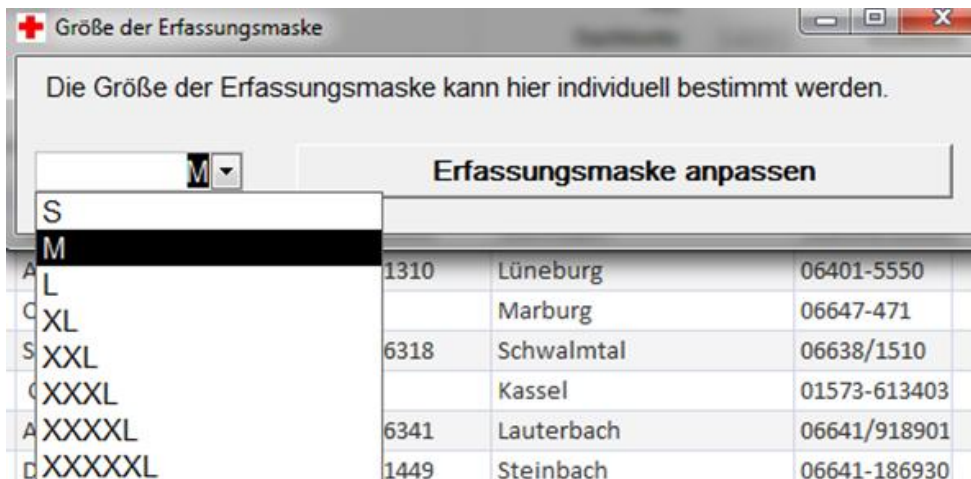 Größe der Erfassungsmaske
Die Größe der Erfassungsmaske kann hier individuell bestimmt werden.
M
Erfassungsmaske anpassen
S
M
L
XL
XXL
XXXL
XXXXL
XXXXXL
A 1310 Lüneburg 06401-5550
Marburg 06647-471
S 6318 Schwalmtal 06638/1510
Kassel 01573-613403
A 6341 Lauterbach 06641/918901
D 1449 Steinbach 06641-186930